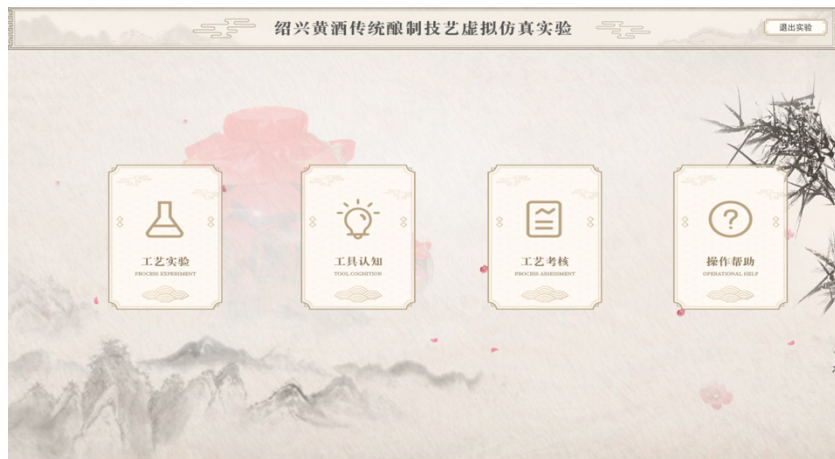 绍兴黄酒传统酿制技艺虚拟仿真实验
退出实验
工艺实验
PROCESS EXPERIMENT
工具认知
TOOL COGNITION
工艺考核
PROCESS ASSESSMENT
操作帮助
OPERATIONAL HELP